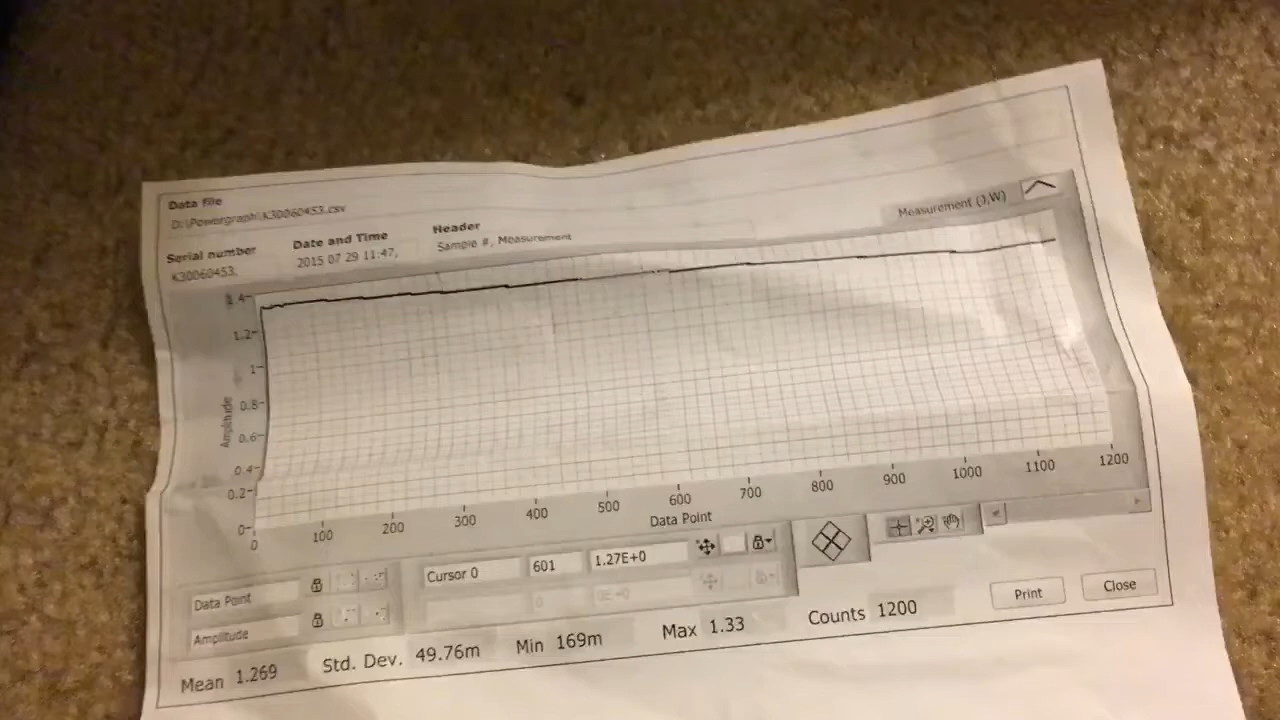 Data file
D:\Powergraph\K30060453.csv
Serial number Date and Time Header
K30060453, 2015 07 29 11:47, Sample #, Measurement
Measurement (J,W)
1.4
1.2
1
0.8
0.6
0.4
0.2
0
Amplitude
0 100 200 300 400 500 600 700 800 900 1000 1100 1200
Data Point
Data Point Cursor 0 601 1.27E+0
Amplitude 0 0E+0
Print Close
Mean 1.269 Std. Dev. 49.76m Min 169m Max 1.33 Counts 1200